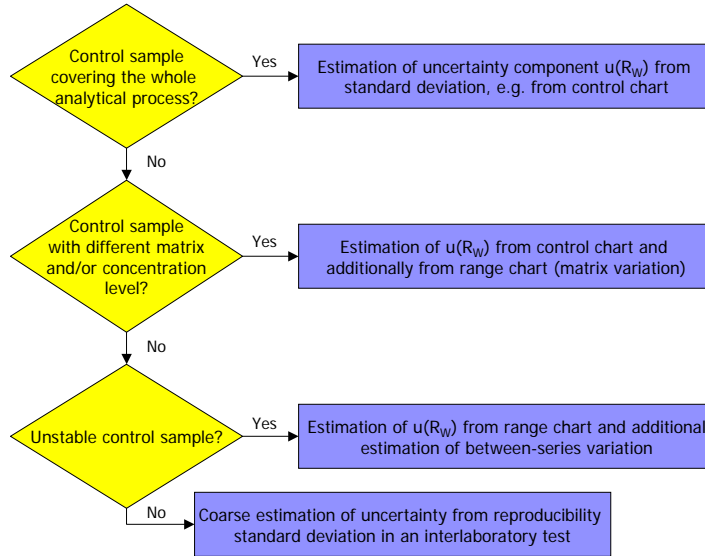 Control sample
covering the whole
analytical process?
Yes
Estimation of uncertainty component u(RW) from
standard deviation, e.g. from control chart
No
Control sample
with different matrix
and/or concentration
level?
Yes
Estimation of u(RW) from control chart and
additionally from range chart (matrix variation)
No
Unstable control sample?
Yes
Estimation of u(RW) from range chart and additional
estimation of between-series variation
No
Coarse estimation of uncertainty from reproducibility
standard deviation in an interlaboratory test